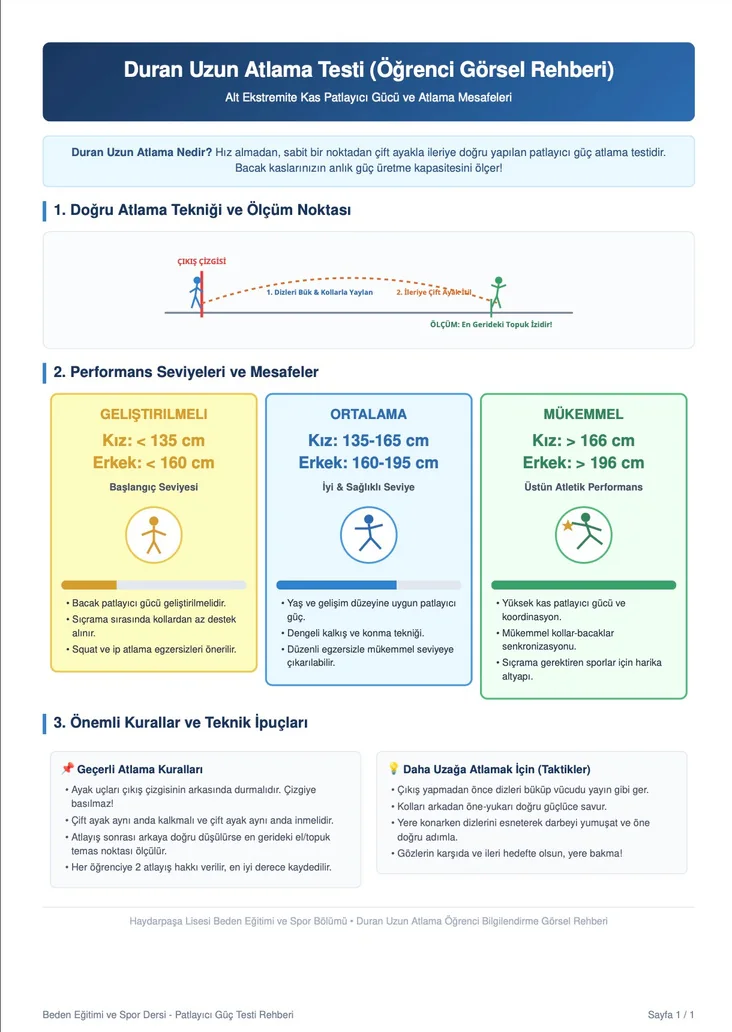 Duran Uzun Atlama Testi (Öğrenci Görsel Rehberi)
Alt Ekstremite Kas Patlayıcı Gücü ve Atlama Mesafeleri
Duran Uzun Atlama Nedir? Hız almadan, sabit bir noktadan çift ayakla ileriye doğru yapılan patlayıcı güç atlama testidir.
Bacak kaslarınızın anlık güç üretme kapasitesini ölçer!
1. Doğru Atlama Tekniği ve Ölçüm Noktası
ÇIKIŞ ÇİZGİSİ
1. Dizleri Bük & Kollarla Yaylan
2. İleriye Çift Ayak Atıl
ÖLÇÜM: En Gerideki Topuk İzidir!
2. Performans Seviyeleri ve Mesafeler
GELIŞTIRILMELI
Kız: < 135 cm
Erkek: < 160 cm
Başlangıç Seviyesi
• Bacak patlayıcı gücü geliştirilmelidir.
• Sıçrama sırasında kollardan az destek
alınır.
• Squat ve ip atlama egzersizleri önerilir.
ORTALAMA
Kız: 135-165 cm
Erkek: 160-195 cm
İyi & Sağlıklı Seviye
• Yaş ve gelişim düzeyine uygun patlayıcı
güç.
• Dengeli kalkış ve konma tekniği.
• Düzenli egzersizle mükemmel seviyeye
çıkarılabilir.
MÜKEMMEL
Kız: > 166 cm
Erkek: > 196 cm
Üstün Atletik Performans
• Yüksek kas patlayıcı gücü ve
koordinasyon.
• Mükemmel kollar-bacaklar
senkronizasyonu.
• Sıçrama gerektiren sporlar için harika
altyapı.
3. Önemli Kurallar ve Teknik İpuçları
📌 Geçerli Atlama Kuralları
• Ayak uçları çıkış çizgisinin arkasında durmalıdır. Çizgiye
basılmaz!
• Çift ayak aynı anda kalkmalı ve çift ayak aynı anda inmelidir.
• Atlayış sonrası arkaya doğru düşülürse en gerideki el/topuk
temas noktası ölçülür.
• Her öğrenciye 2 atlayış hakkı verilir, en iyi derece kaydedilir.
💡 Daha Uzağa Atlamak İçin (Taktikler)
• Çıkış yapmadan önce dizleri büküp vücudu yayın gibi ger.
• Kolları arkadan öne-yukarı doğru güçlüce savur.
• Yere konarken dizlerini esneterek darbeyi yumuşat ve öne
doğru adımla.
• Gözlerin karşıda ve ileri hedefte olsun, yere bakma!
Haydarpaşa Lisesi Beden Eğitimi ve Spor Bölümü • Duran Uzun Atlama Öğrenci Bilgilendirme Görsel Rehberi
Beden Eğitimi ve Spor Dersi - Patlayıcı Güç Testi Rehberi
Sayfa 1 / 1